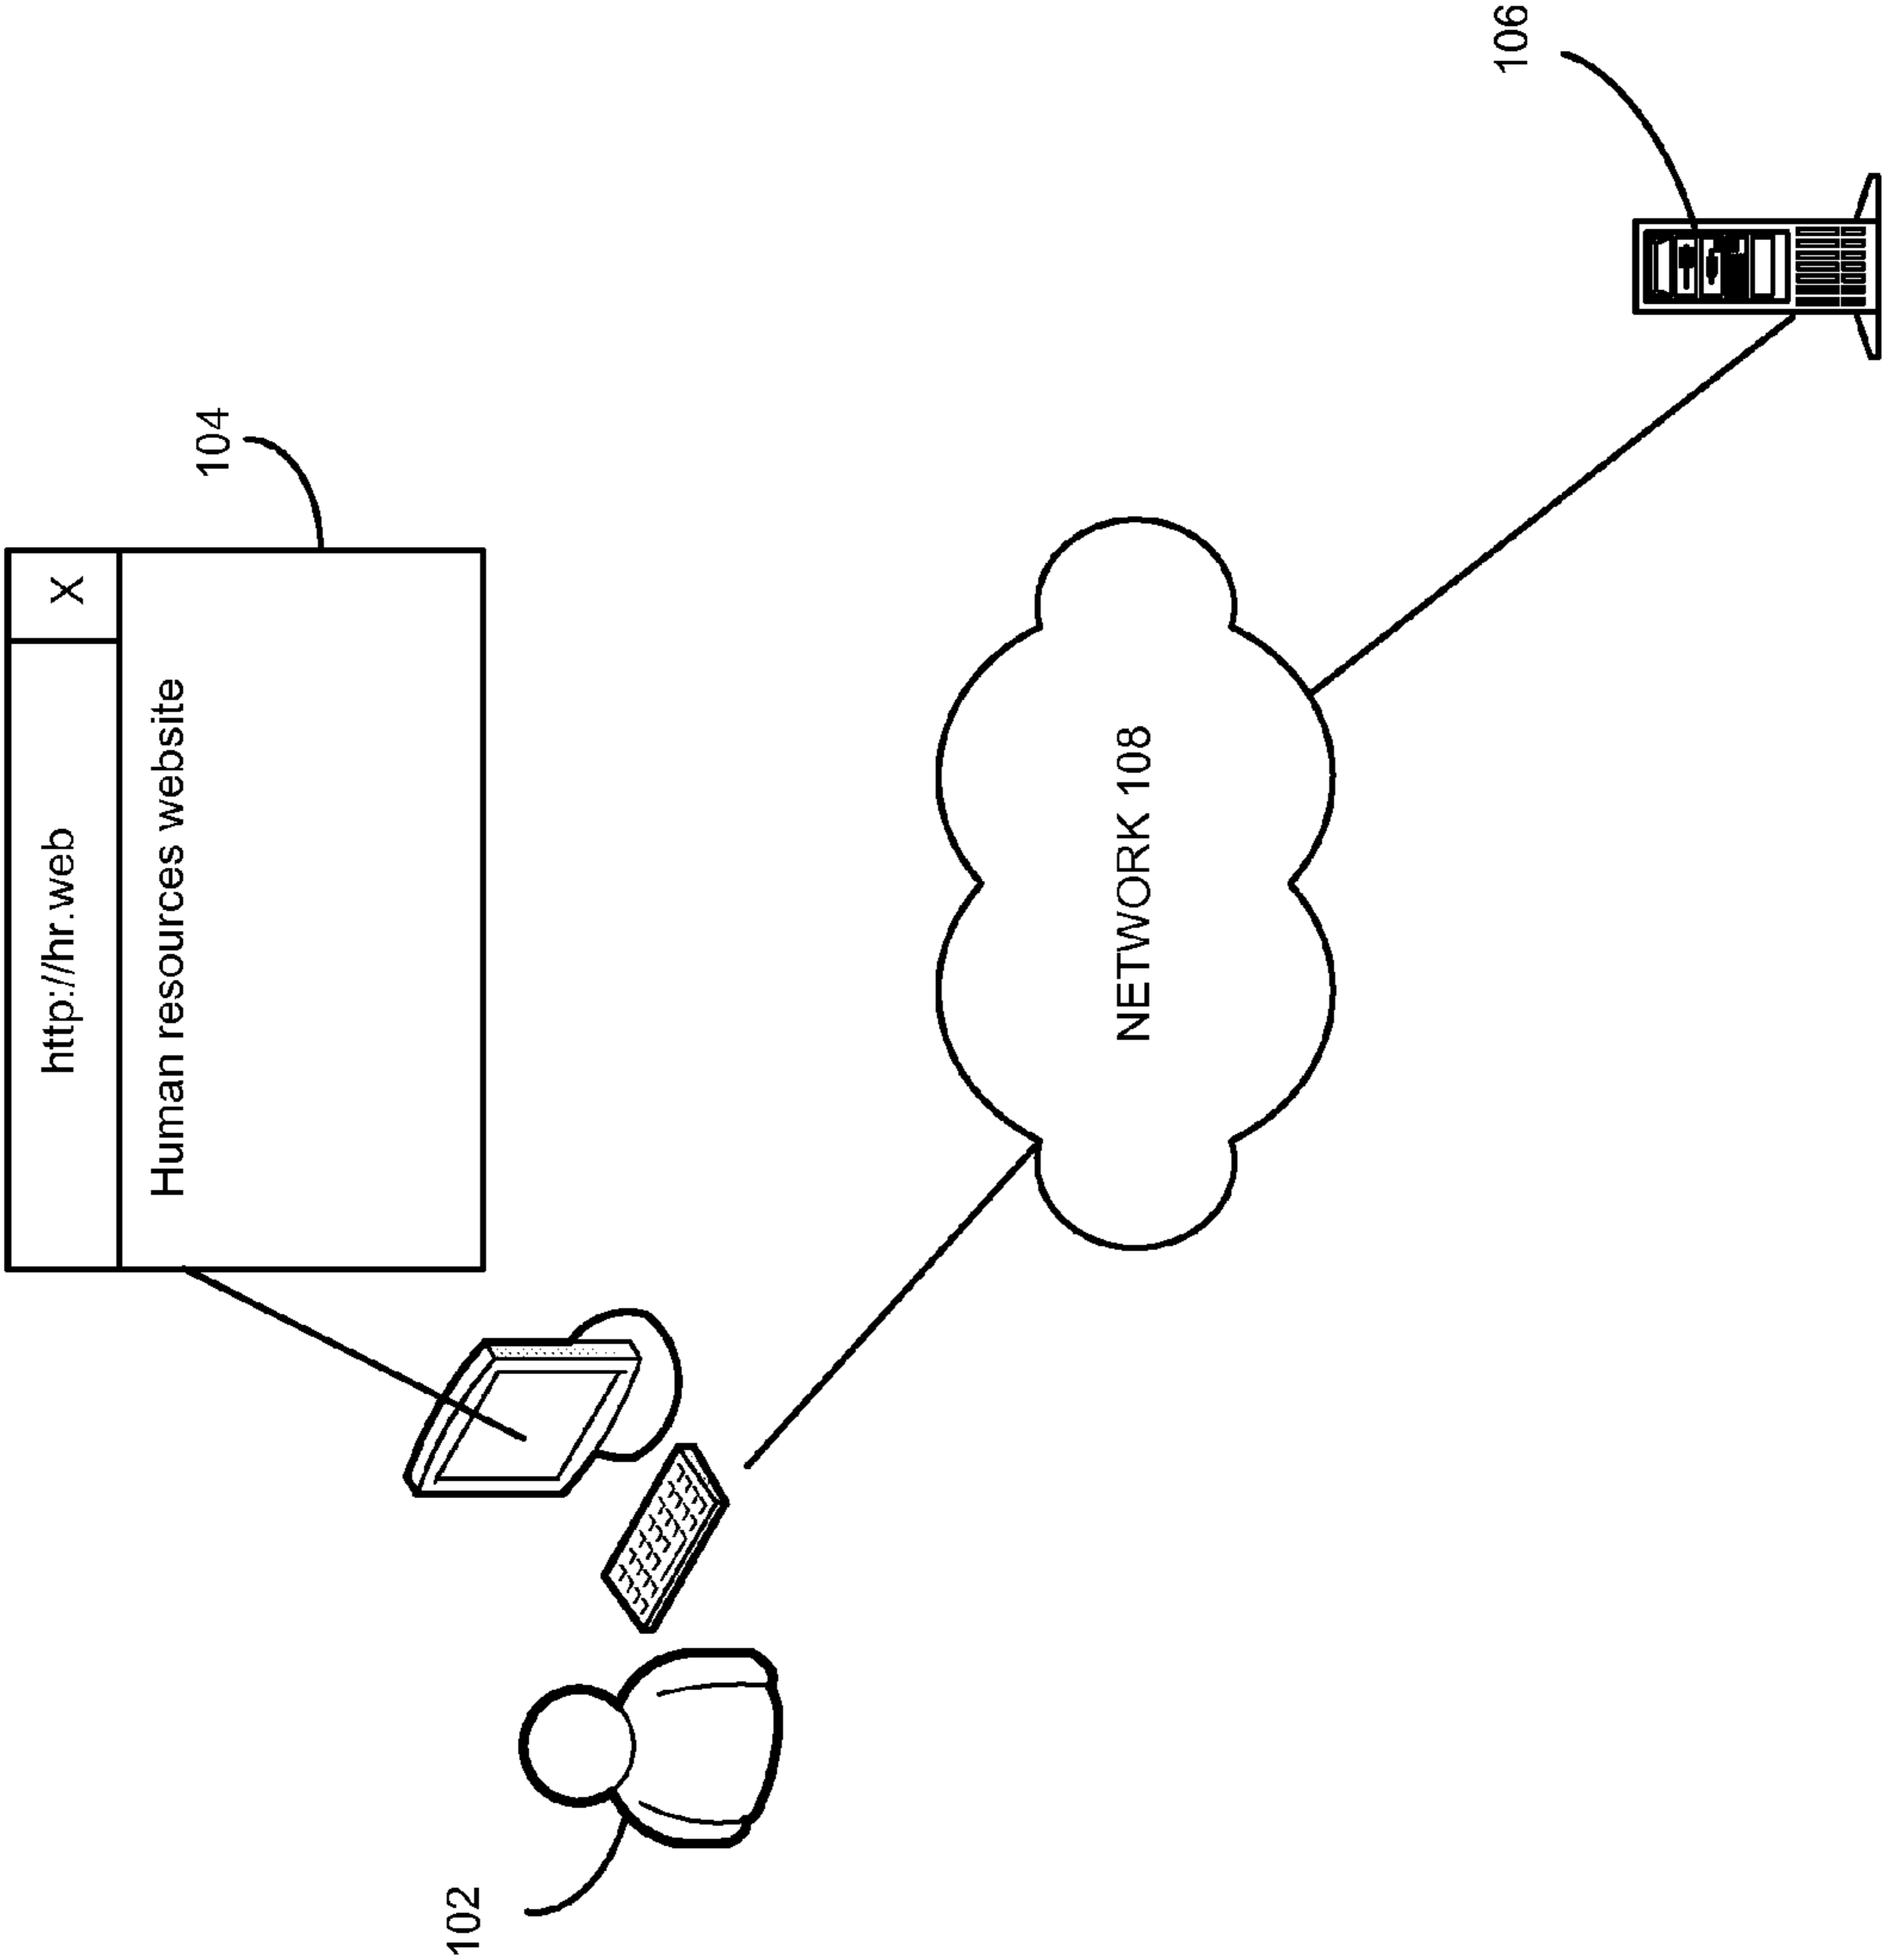 http://hr.web
X
Human resources website
104
102
NETWORK 108
106